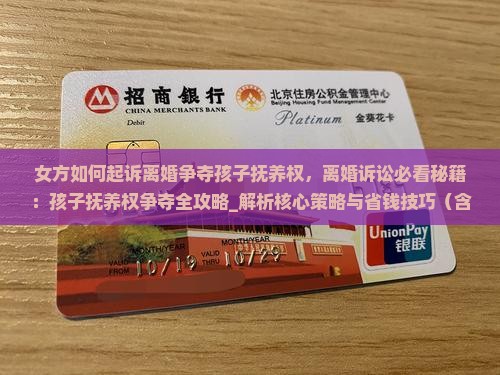 招商银行
CHINA MERCHANTS BANK
Debit
北京住房公积金管理中心
Beijing Housing Fund Management Center
Platinum 金葵花卡
女方如何起诉离婚争夺孩子抚养权，离婚诉讼必看秘籍
：孩子抚养权争夺全攻略_解析核心策略与省钱技巧（含
UnionPay
银联
VALID FROM 10/19 VALID THRU 10/29